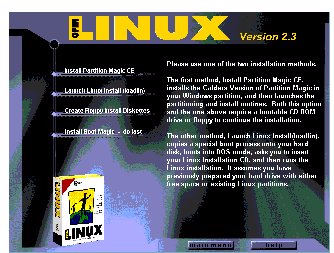 OPEN
LINUX Version 2.3
Install Partition Magic CE
Launch Linux Install (loadlin)
Create Floppy Install Diskettes
Install Boot Magic - do last
Please use one of the two installation methods.
The first method, Install Partition Magic CE,
installs the Caldera Version of Partition Magic in
your Windows partition, and then launches the
partitioning and install routines. Both this option
and the one above require a bootable CD ROM
drive or floppy to continue the installation.
The other method, Launch Linux Install(loadlin),
copies a special boot process onto your hard
disk, boots into DOS mode, asks you to insert
your Linux Installation CD, and then runs the
Linux installation. It assumes you have
previously prepared your hard drive with either
free space or existing Linux partitions.
LINUX
main menu
help